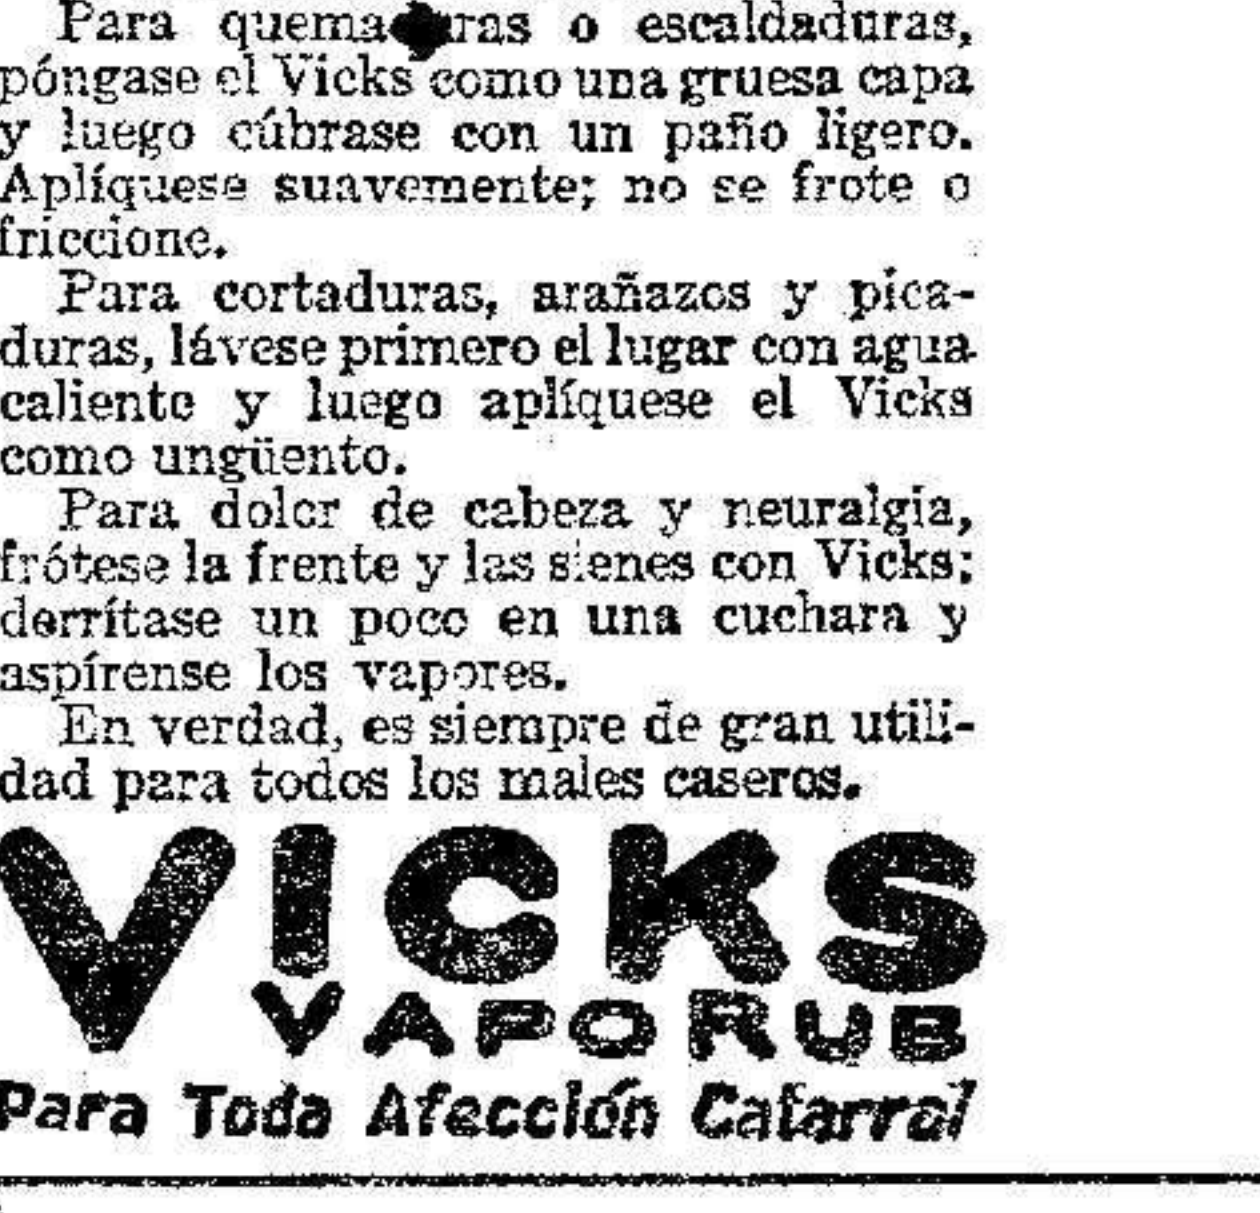 Para quemaduras o escaldaduras,
póngase el Vicks como una gruesa capa
y luego cúbrase con un paño ligero.
Aplíquese suavemente; no se frote o
friccione.
Para cortaduras, arañazos y pica-
duras, lávese primero el lugar con agua
caliente y luego aplíquese el Vicks
como ungüento.
Para dolor de cabeza y neuralgia,
frótese la frente y las sienes con Vicks;
derrítase un poco en una cuchara y
aspírense los vapores.
En verdad, es siempre de gran utili-
dad para todos los males caseros.
VICKS
VAPORUB
Para Toda Afección Catarral